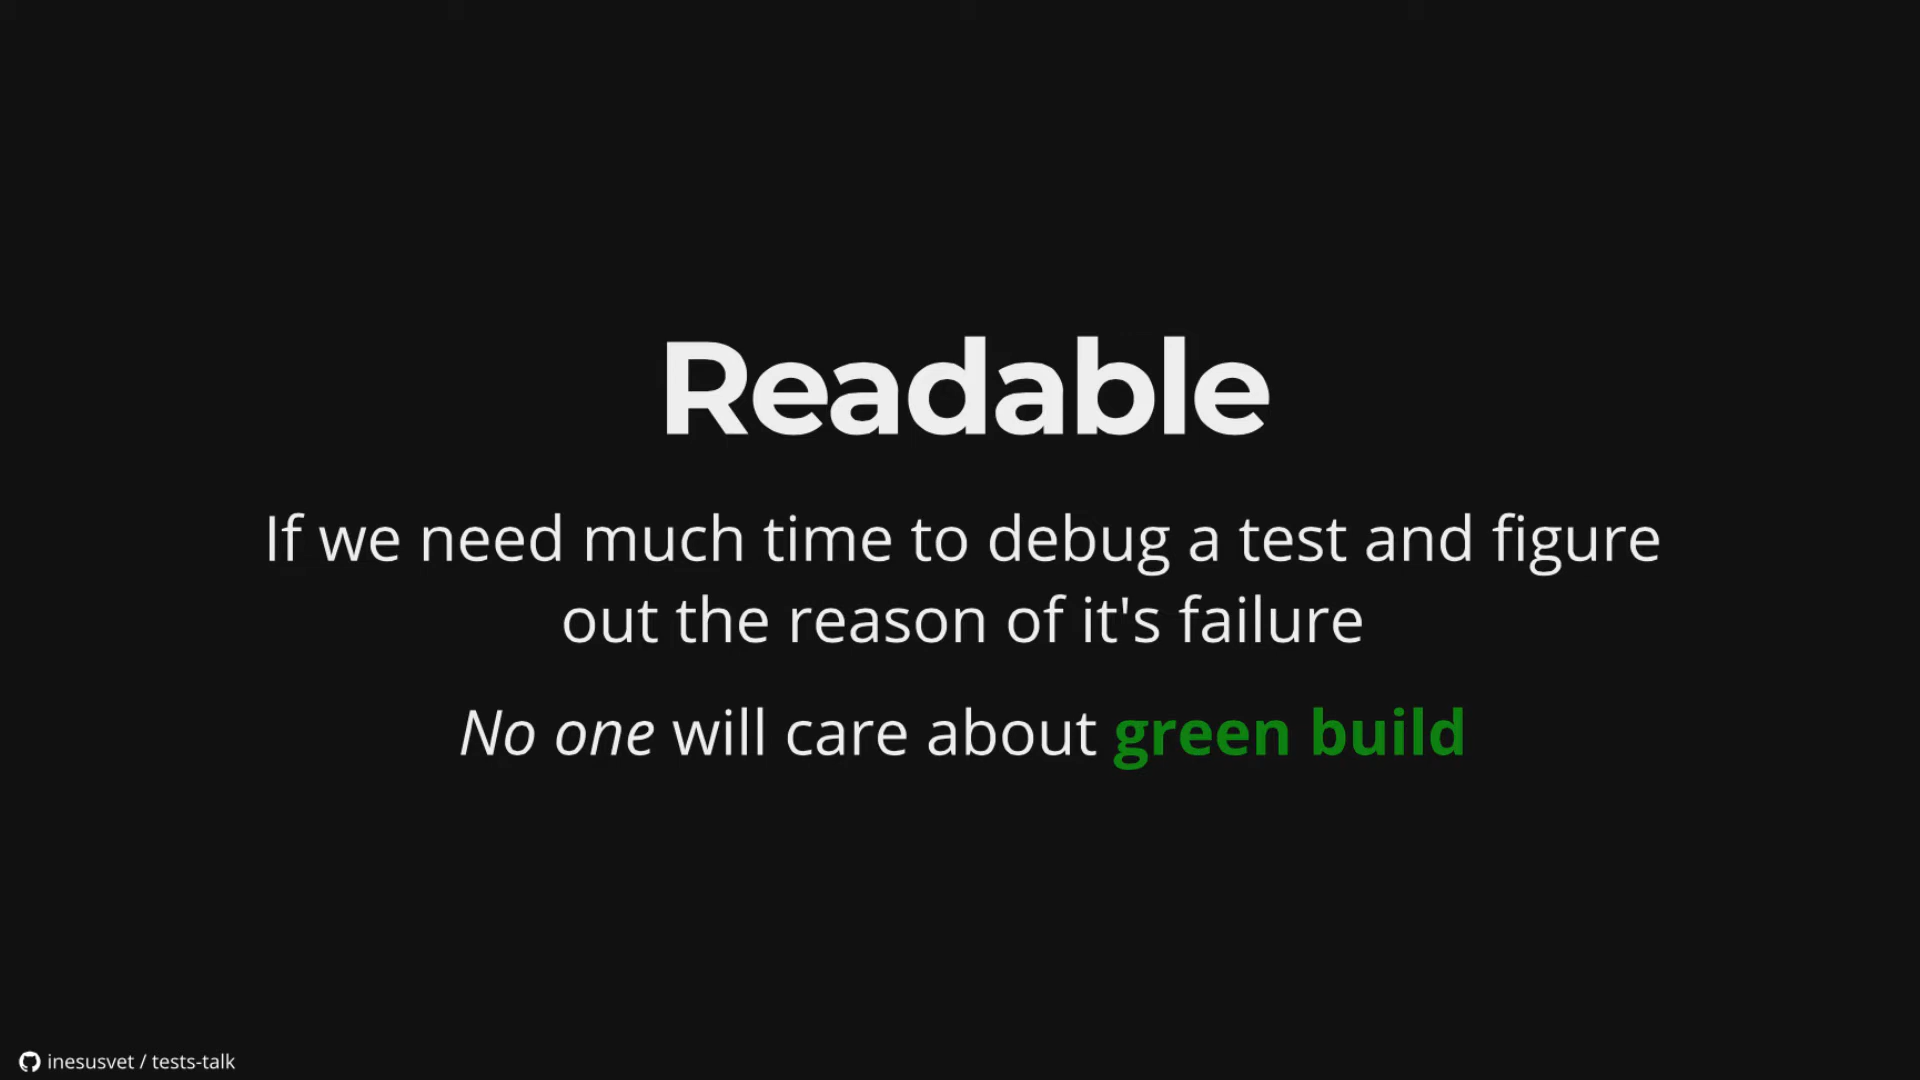 Readable
If we need much time to debug a test and figure
out the reason of it's failure
No one will care about green build
inesusvet / tests-talk